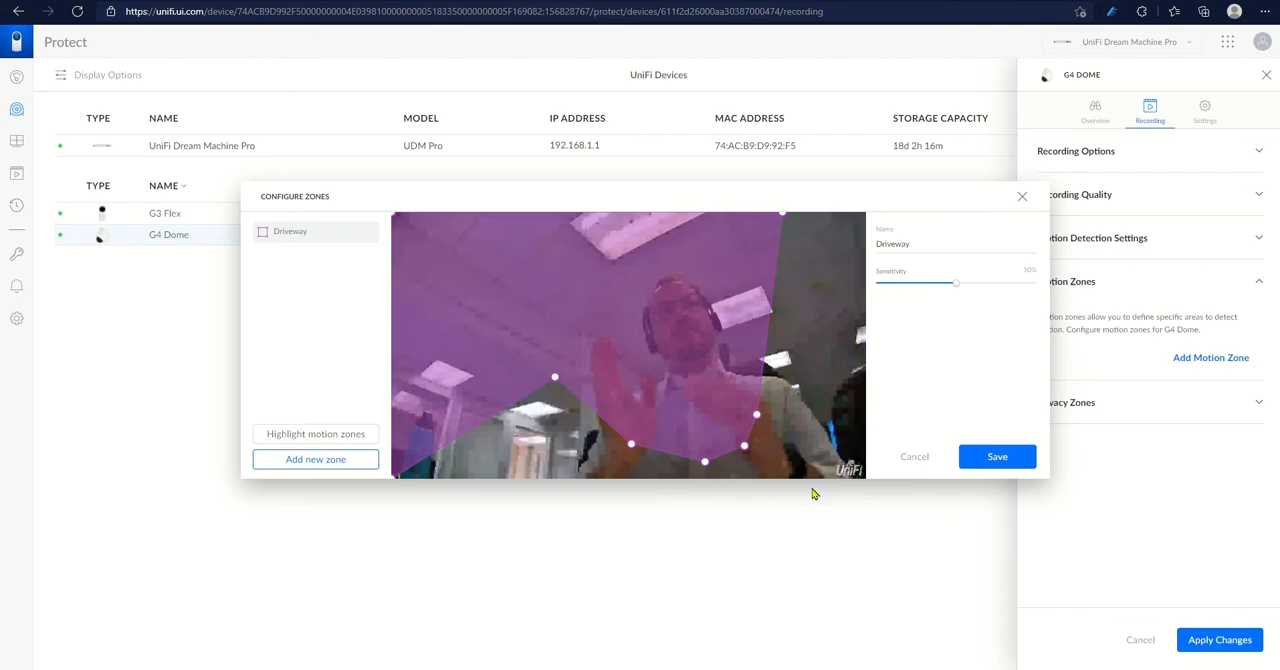 https://unifi.ui.com/device/74ACB9D992F50000000004E0398100000000051833500000000005F169082:156828767/protect/devices/611f2d26000aa30387000474/recording
Protect
UniFi Dream Machine Pro
Display Options
UniFi Devices
G4 DOME
Overview
Recording
Settings
TYPE NAME MODEL IP ADDRESS MAC ADDRESS STORAGE CAPACITY
UniFi Dream Machine Pro UDM Pro 192.168.1.1 74:AC:B9:D9:92:F5 18d 2h 16m
TYPE NAME
G3 Flex
G4 Dome
CONFIGURE ZONES
Driveway
Highlight motion zones
Add new zone
UniFi
Name
Driveway
Sensitivity 50%
Cancel
Save
Recording Options
cording Quality
otion Detection Settings
otion Zones
tion zones allow you to define specific areas to detect
tion. Configure motion zones for G4 Dome.
Add Motion Zone
vacy Zones
Cancel
Apply Changes